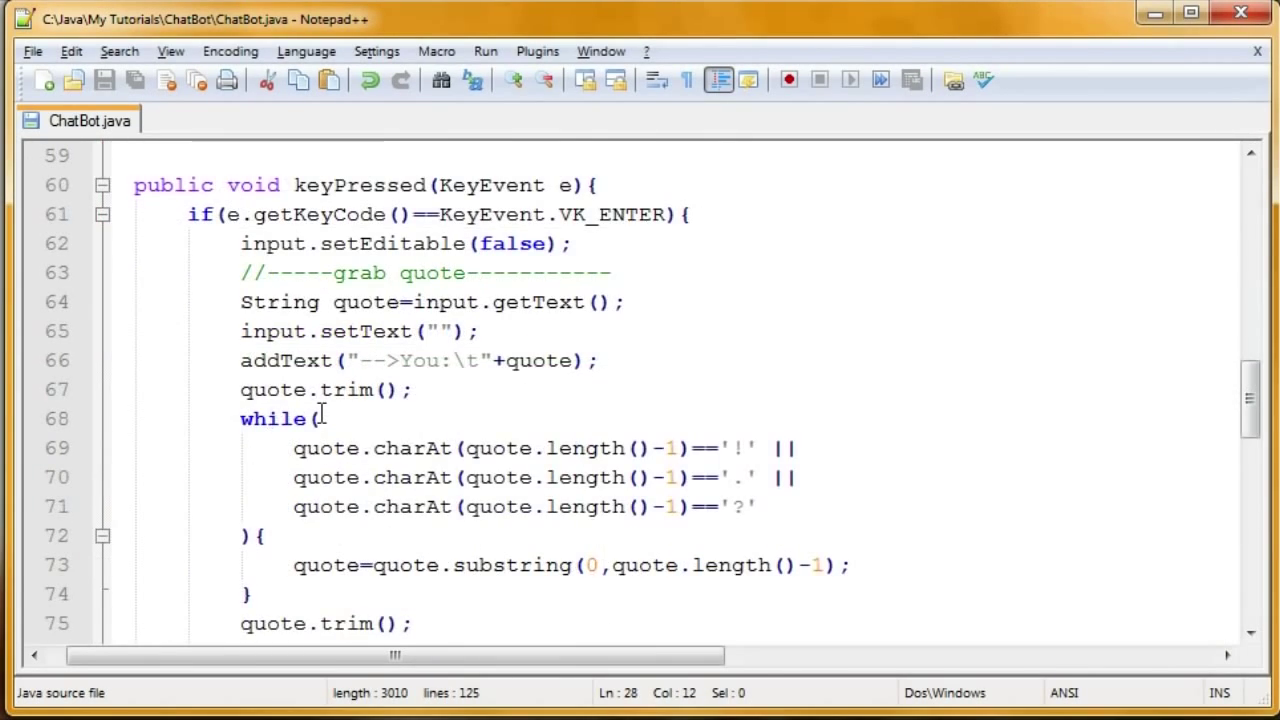 C:\Java\My Tutorials\ChatBot\ChatBot.java - Notepad++
File Edit Search View Encoding Language Settings Macro Run Plugins Window ? X
ABC
ChatBot.java
59
60 public void keyPressed(KeyEvent e){
61 if(e.getKeyCode()==KeyEvent.VK_ENTER){
62 input.setEditable(false);
63 //-----grab quote-----------
64 String quote=input.getText();
65 input.setText("");
66 addText("-->You:\t"+quote);
67 quote.trim();
68 while(
69 quote.charAt(quote.length()-1)=='!' ||
70 quote.charAt(quote.length()-1)=='.' ||
71 quote.charAt(quote.length()-1)=='?'
72 ){
73 quote=quote.substring(0,quote.length()-1);
74 }
75 quote.trim();
Java source file length : 3010 lines : 125 Ln : 28 Col : 12 Sel : 0 Dos\Windows ANSI INS